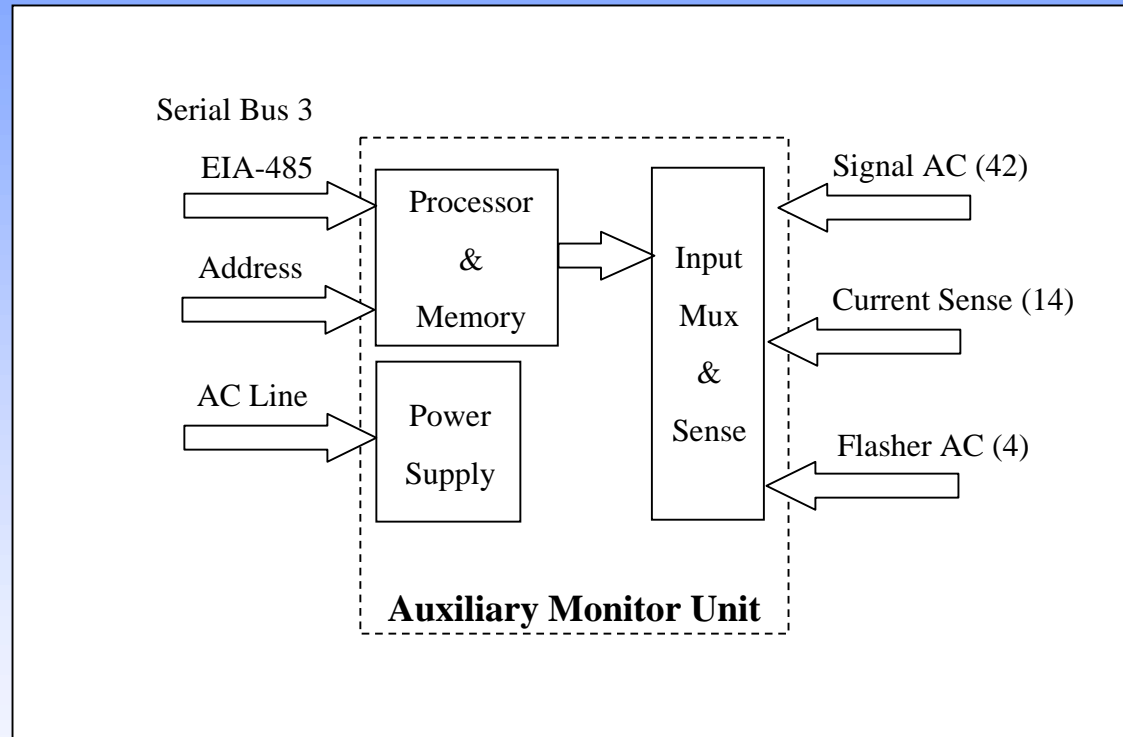 Serial Bus 3
EIA-485
Address
AC Line
Processor
&
Memory
Power
Supply
Input
Mux
&
Sense
Signal AC (42)
Current Sense (14)
Flasher AC (4)
Auxiliary Monitor Unit